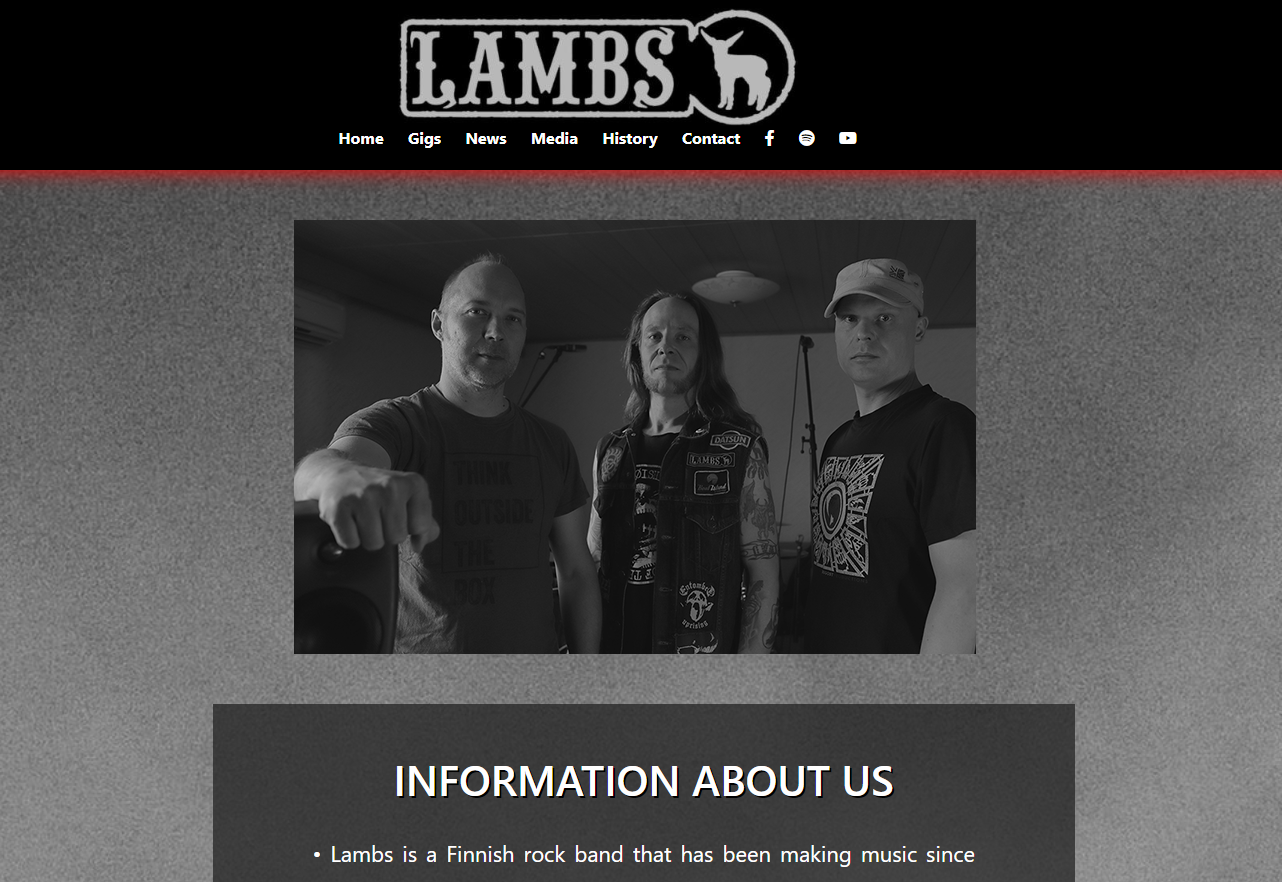 LAMBS
Home Gigs News Media History Contact
THINK
OUTSIDE
THE
BOX
DATSUN
LAMBS
Entombed
Uprising
INFORMATION ABOUT US
• Lambs is a Finnish rock band that has been making music since